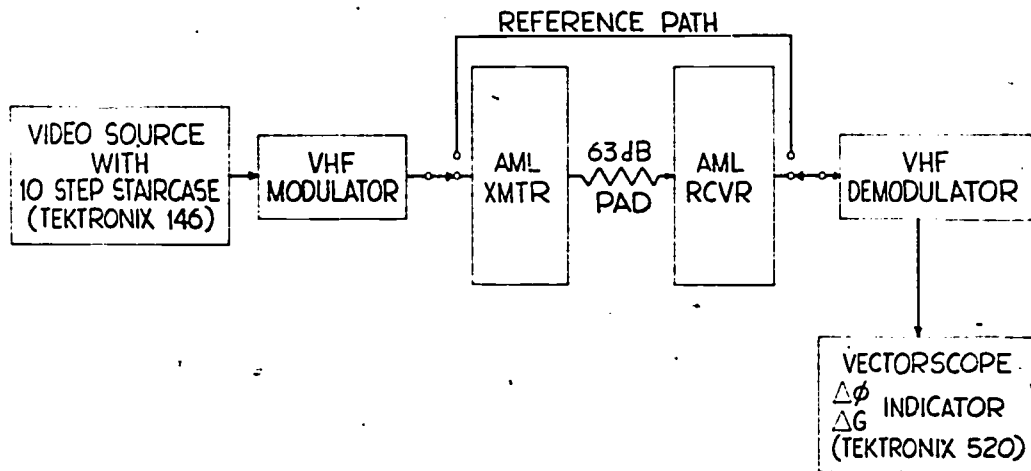 REFERENCE PATH
VIDEO SOURCE
WITH
10 STEP STAIRCASE
(TEKTRONIX 146)
VHF
MODULATOR
AML
XMTR
63dB
PAD
AML
RCVR
VHF
DEMODULATOR
VECTORSCOPE
Δφ
ΔG
INDICATOR
(TEKTRONIX 520)